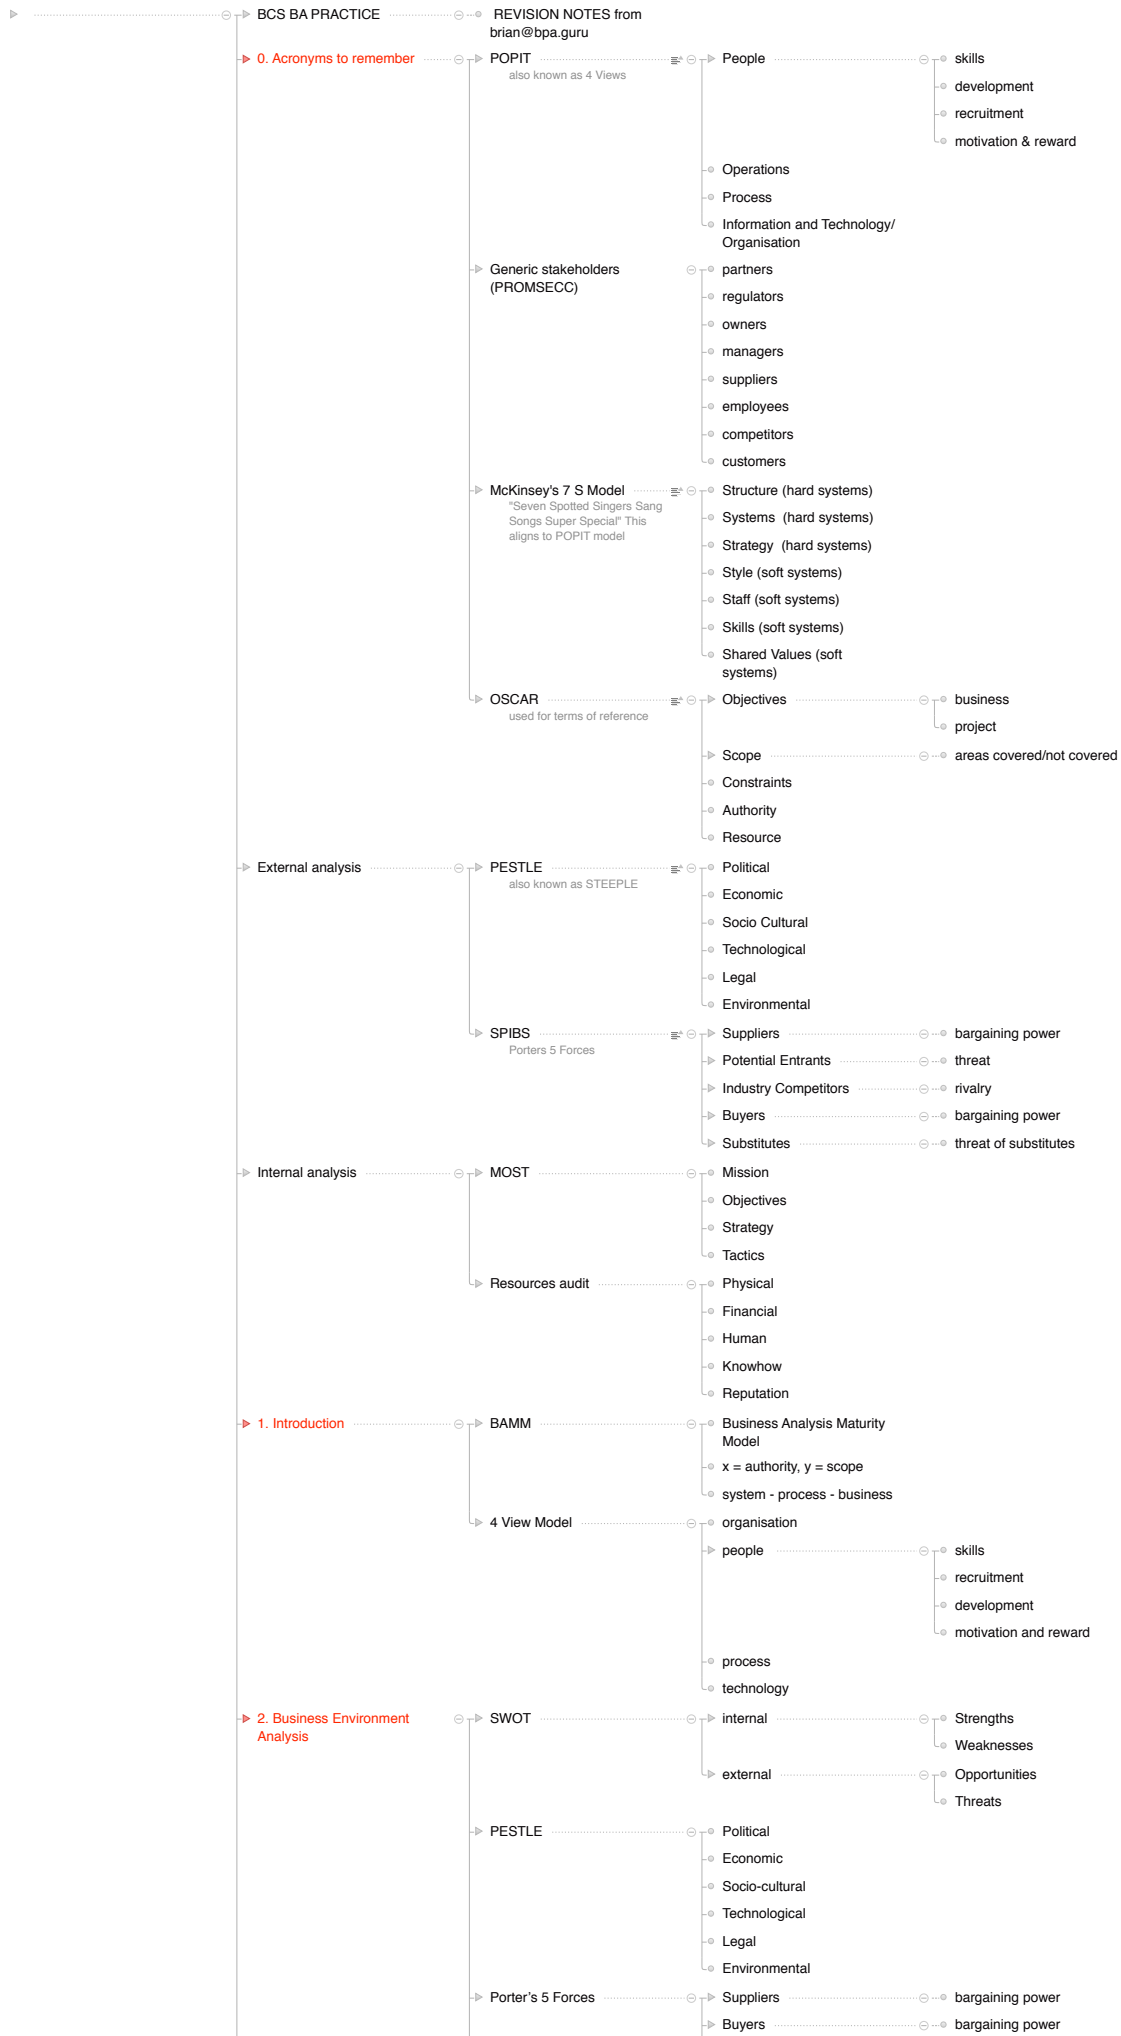 BCS BA PRACTICE
REVISION NOTES from
brian@bpa.guru
0. Acronyms to remember
POPIT
also known as 4 Views
People
skills
development
recruitment
motivation & reward
Operations
Process
Information and Technology/
Organisation
Generic stakeholders
(PROMSECC)
partners
regulators
owners
managers
suppliers
employees
competitors
customers
McKinsey's 7 S Model
"Seven Spotted Singers Sang
Songs Super Special" This
aligns to POPIT model
Structure (hard systems)
Systems (hard systems)
Strategy (hard systems)
Style (soft systems)
Staff (soft systems)
Skills (soft systems)
Shared Values (soft
systems)
OSCAR
used for terms of reference
Objectives
business
project
Scope
areas covered/not covered
Constraints
Authority
Resource
External analysis
PESTLE
also known as STEEPLE
Political
Economic
Socio Cultural
Technological
Legal
Environmental
SPIBS
Porters 5 Forces
Suppliers
bargaining power
Potential Entrants
threat
Industry Competitors
rivalry
Buyers
bargaining power
Substitutes
threat of substitutes
Internal analysis
MOST
Mission
Objectives
Strategy
Tactics
Resources audit
Physical
Financial
Human
Knowhow
Reputation
1. Introduction
BAMM
Business Analysis Maturity
Model
x = authority, y = scope
system - process - business
4 View Model
organisation
people
skills
recruitment
development
motivation and reward
process
technology
2. Business Environment
Analysis
SWOT
internal
Strengths
Weaknesses
external
Opportunities
Threats
PESTLE
Political
Economic
Socio-cultural
Technological
Legal
Environmental
Porter's 5 Forces
Suppliers
bargaining power
Buyers
bargaining power